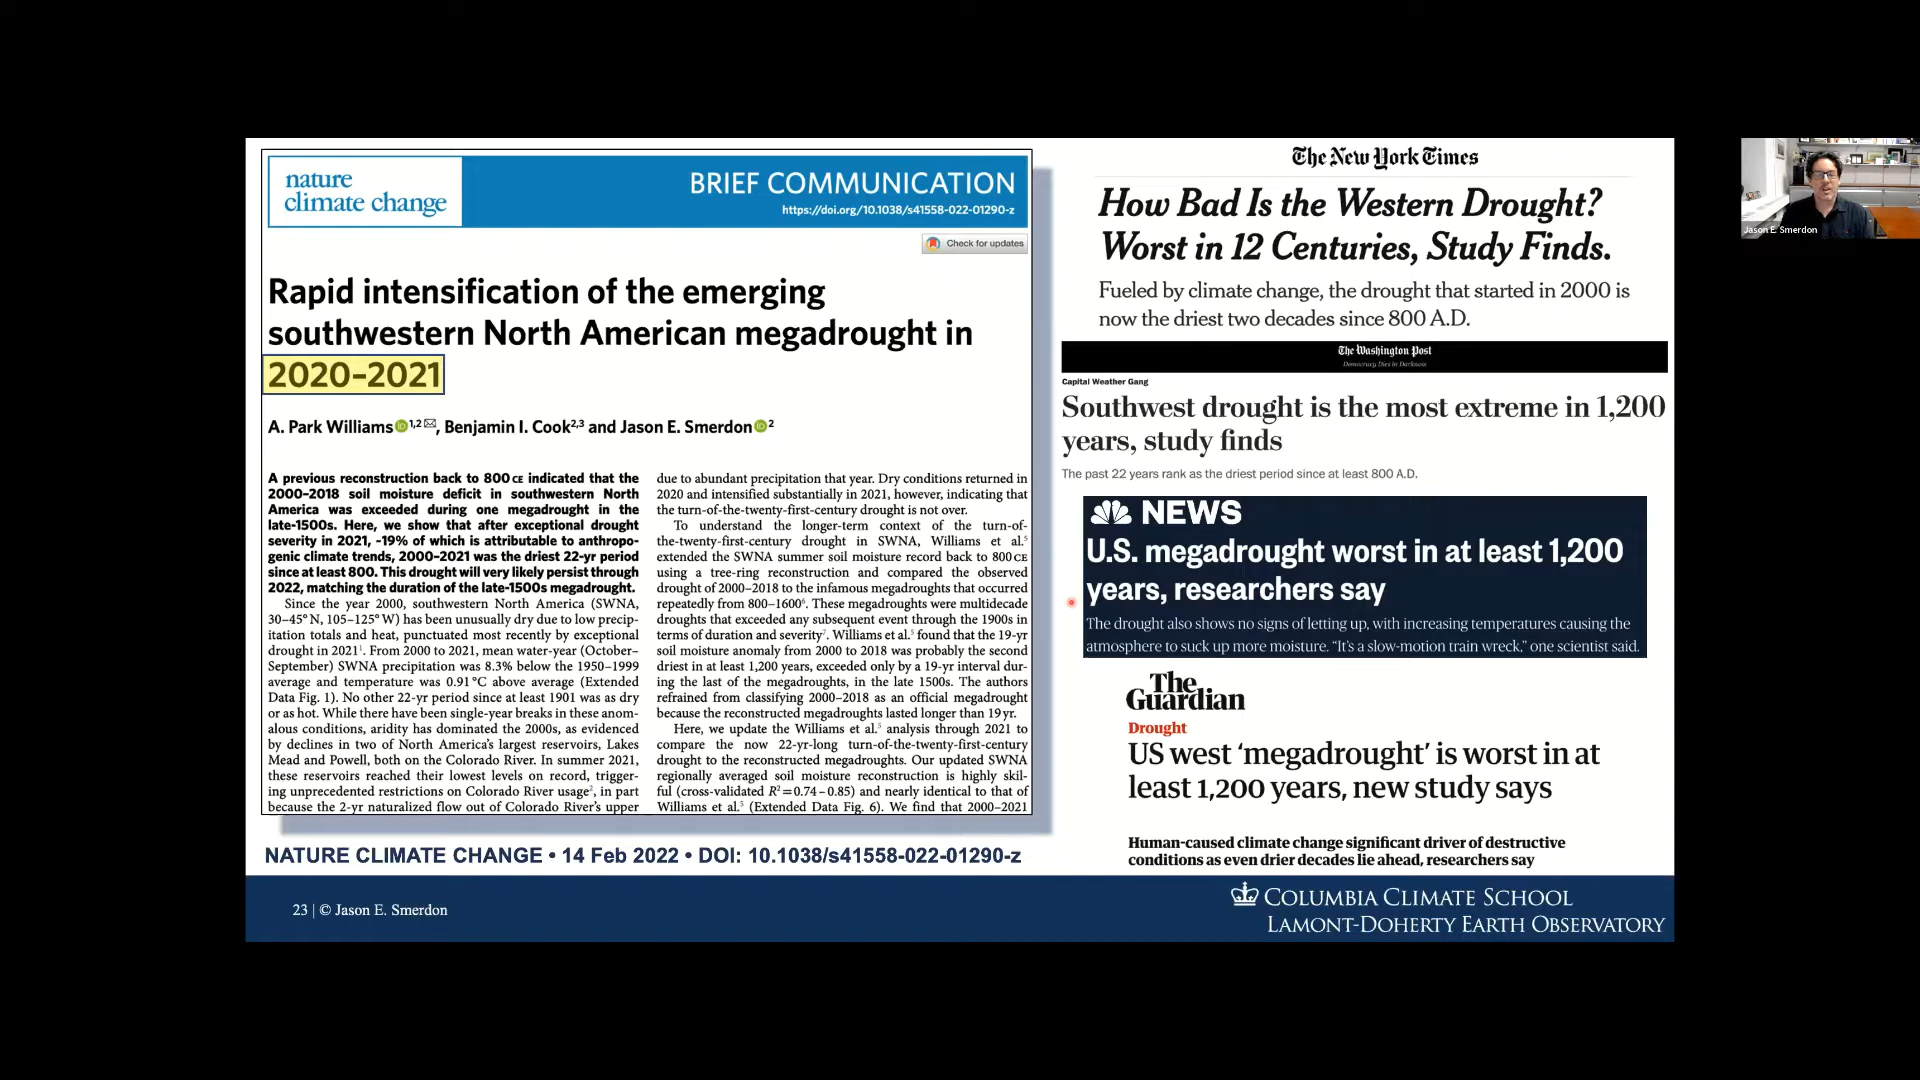 nature
climate change
BRIEF COMMUNICATION
https://doi.org/10.1038/s41558-022-01290-z
Check for updates
Rapid intensification of the emerging
southwestern North American megadrought in
2020–2021
A. Park Williams 1,2, Benjamin I. Cook2,3 and Jason E. Smerdon 2
A previous reconstruction back to 800 CE indicated that the
2000–2018 soil moisture deficit in southwestern North
America was exceeded during one megadrought in the
late-1500s. Here, we show that after exceptional drought
severity in 2021, ~19% of which is attributable to anthropo-
genic climate trends, 2000–2021 was the driest 22-yr period
since at least 800. This drought will very likely persist through
2022, matching the duration of the late-1500s megadrought.
Since the year 2000, southwestern North America (SWNA,
30–45° N, 105–125° W) has been unusually dry due to low precip-
itation totals and heat, punctuated most recently by exceptional
drought in 20211. From 2000 to 2021, mean water-year (October–
September) SWNA precipitation was 8.3% below the 1950–1999
average and temperature was 0.91 °C above average (Extended
Data Fig. 1). No other 22-yr period since at least 1901 was as dry
or as hot. While there have been single-year breaks in these anom-
alous conditions, aridity has dominated the 2000s, as evidenced
by declines in two of North America's largest reservoirs, Lakes
Mead and Powell, both on the Colorado River. In summer 2021,
these reservoirs reached their lowest levels on record, trigger-
ing unprecedented restrictions on Colorado River usage2, in part
because the 2-yr naturalized flow out of Colorado River's upper
due to abundant precipitation that year. Dry conditions returned in
2020 and intensified substantially in 2021, however, indicating that
the turn-of-the-twenty-first-century drought is not over.
To understand the longer-term context of the turn-of-
the-twenty-first-century drought in SWNA, Williams et al.5
extended the SWNA summer soil moisture record back to 800 CE
using a tree-ring reconstruction and compared the observed
drought of 2000–2018 to the infamous megadroughts that occurred
repeatedly from 800–16006. These megadroughts were multidecade
droughts that exceeded any subsequent event through the 1900s in
terms of duration and severity7. Williams et al.5 found that the 19-yr
soil moisture anomaly from 2000 to 2018 was probably the second
driest in at least 1,200 years, exceeded only by a 19-yr interval dur-
ing the last of the megadroughts, in the late 1500s. The authors
refrained from classifying 2000–2018 as an official megadrought
because the reconstructed megadroughts lasted longer than 19 yr.
Here, we update the Williams et al.5 analysis through 2021 to
compare the now 22-yr-long turn-of-the-twenty-first-century
drought to the reconstructed megadroughts. Our updated SWNA
regionally averaged soil moisture reconstruction is highly skil-
ful (cross-validated R2 = 0.74 – 0.85) and nearly identical to that of
Williams et al.5 (Extended Data Fig. 6). We find that 2000–2021
NATURE CLIMATE CHANGE • 14 Feb 2022 • DOI: 10.1038/s41558-022-01290-z
The New York Times
How Bad Is the Western Drought?
Worst in 12 Centuries, Study Finds.
Fueled by climate change, the drought that started in 2000 is
now the driest two decades since 800 A.D.
The Washington Post
Democracy Dies in Darkness
Capital Weather Gang
Southwest drought is the most extreme in 1,200
years, study finds
The past 22 years rank as the driest period since at least 800 A.D.
NEWS
U.S. megadrought worst in at least 1,200
years, researchers say
The drought also shows no signs of letting up, with increasing temperatures causing the
atmosphere to suck up more moisture. “It's a slow-motion train wreck,” one scientist said.
The
Guardian
Drought
US west ‘megadrought’ is worst in at
least 1,200 years, new study says
Human-caused climate change significant driver of destructive
conditions as even drier decades lie ahead, researchers say
23 | © Jason E. Smerdon
COLUMBIA CLIMATE SCHOOL
LAMONT-DOHERTY EARTH OBSERVATORY
Jason E. Smerdon